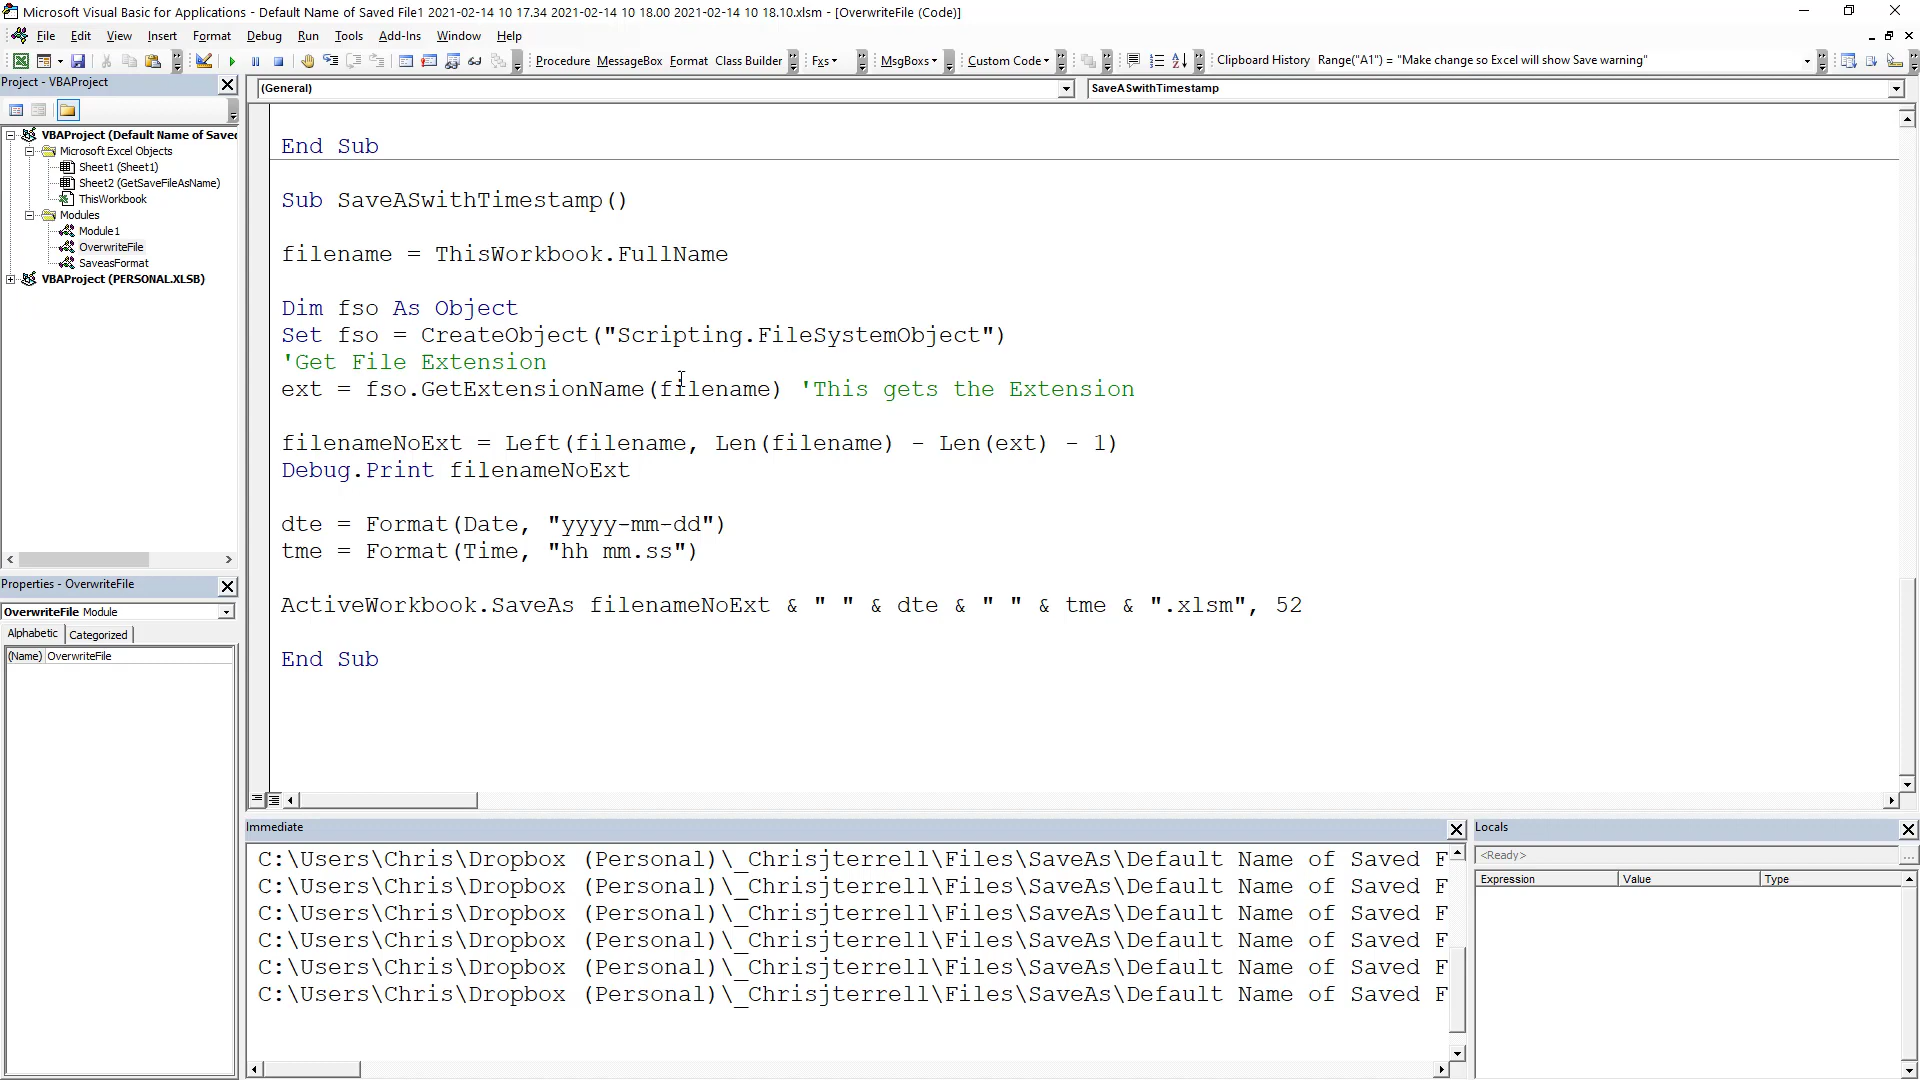 Microsoft Visual Basic for Applications - Default Name of Saved File1 2021-02-14 10 17.34 2021-02-14 10 18.00 2021-02-14 10 18.10.xlsm - [OverwriteFile (Code)]
File Edit View Insert Format Debug Run Tools Add-Ins Window Help
Procedure MessageBox Format Class Builder Fxs MsgBoxs Custom Code Clipboard History Range("A1") = "Make change so Excel will show Save warning"
Project - VBAProject
(General) SaveASwithTimestamp
VBAProject (Default Name of Saved
Microsoft Excel Objects
Sheet1 (Sheet1)
Sheet2 (GetSaveFileAsName)
ThisWorkbook
Modules
Module1
OverwriteFile
SaveasFormat
VBAProject (PERSONAL.XLSB)
Properties - OverwriteFile
OverwriteFile Module
Alphabetic Categorized
(Name) OverwriteFile
End Sub
Sub SaveASwithTimestamp()
filename = ThisWorkbook.FullName
Dim fso As Object
Set fso = CreateObject("Scripting.FileSystemObject")
'Get File Extension
ext = fso.GetExtensionName(filename) 'This gets the Extension
filenameNoExt = Left(filename, Len(filename) - Len(ext) - 1)
Debug.Print filenameNoExt
dte = Format(Date, "yyyy-mm-dd")
tme = Format(Time, "hh mm.ss")
ActiveWorkbook.SaveAs filenameNoExt & " " & dte & " " & tme & ".xlsm", 52
End Sub
Immediate
C:\Users\Chris\Dropbox (Personal)\_Chrisjterrell\Files\SaveAs\Default Name of Saved F
C:\Users\Chris\Dropbox (Personal)\_Chrisjterrell\Files\SaveAs\Default Name of Saved F
C:\Users\Chris\Dropbox (Personal)\_Chrisjterrell\Files\SaveAs\Default Name of Saved F
C:\Users\Chris\Dropbox (Personal)\_Chrisjterrell\Files\SaveAs\Default Name of Saved F
C:\Users\Chris\Dropbox (Personal)\_Chrisjterrell\Files\SaveAs\Default Name of Saved F
C:\Users\Chris\Dropbox (Personal)\_Chrisjterrell\Files\SaveAs\Default Name of Saved F
Locals
<Ready>
Expression Value Type